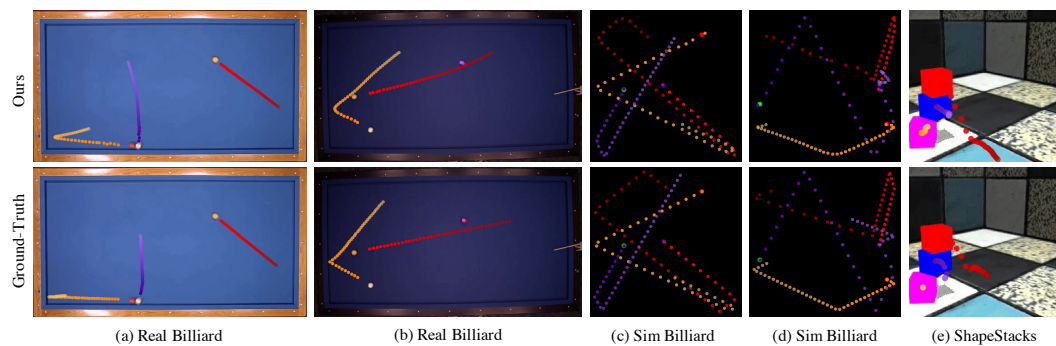 Ours
Ground-Truth
(a) Real Billiard
(b) Real Billiard
(c) Sim Billiard
(d) Sim Billiard
(e) ShapeStacks